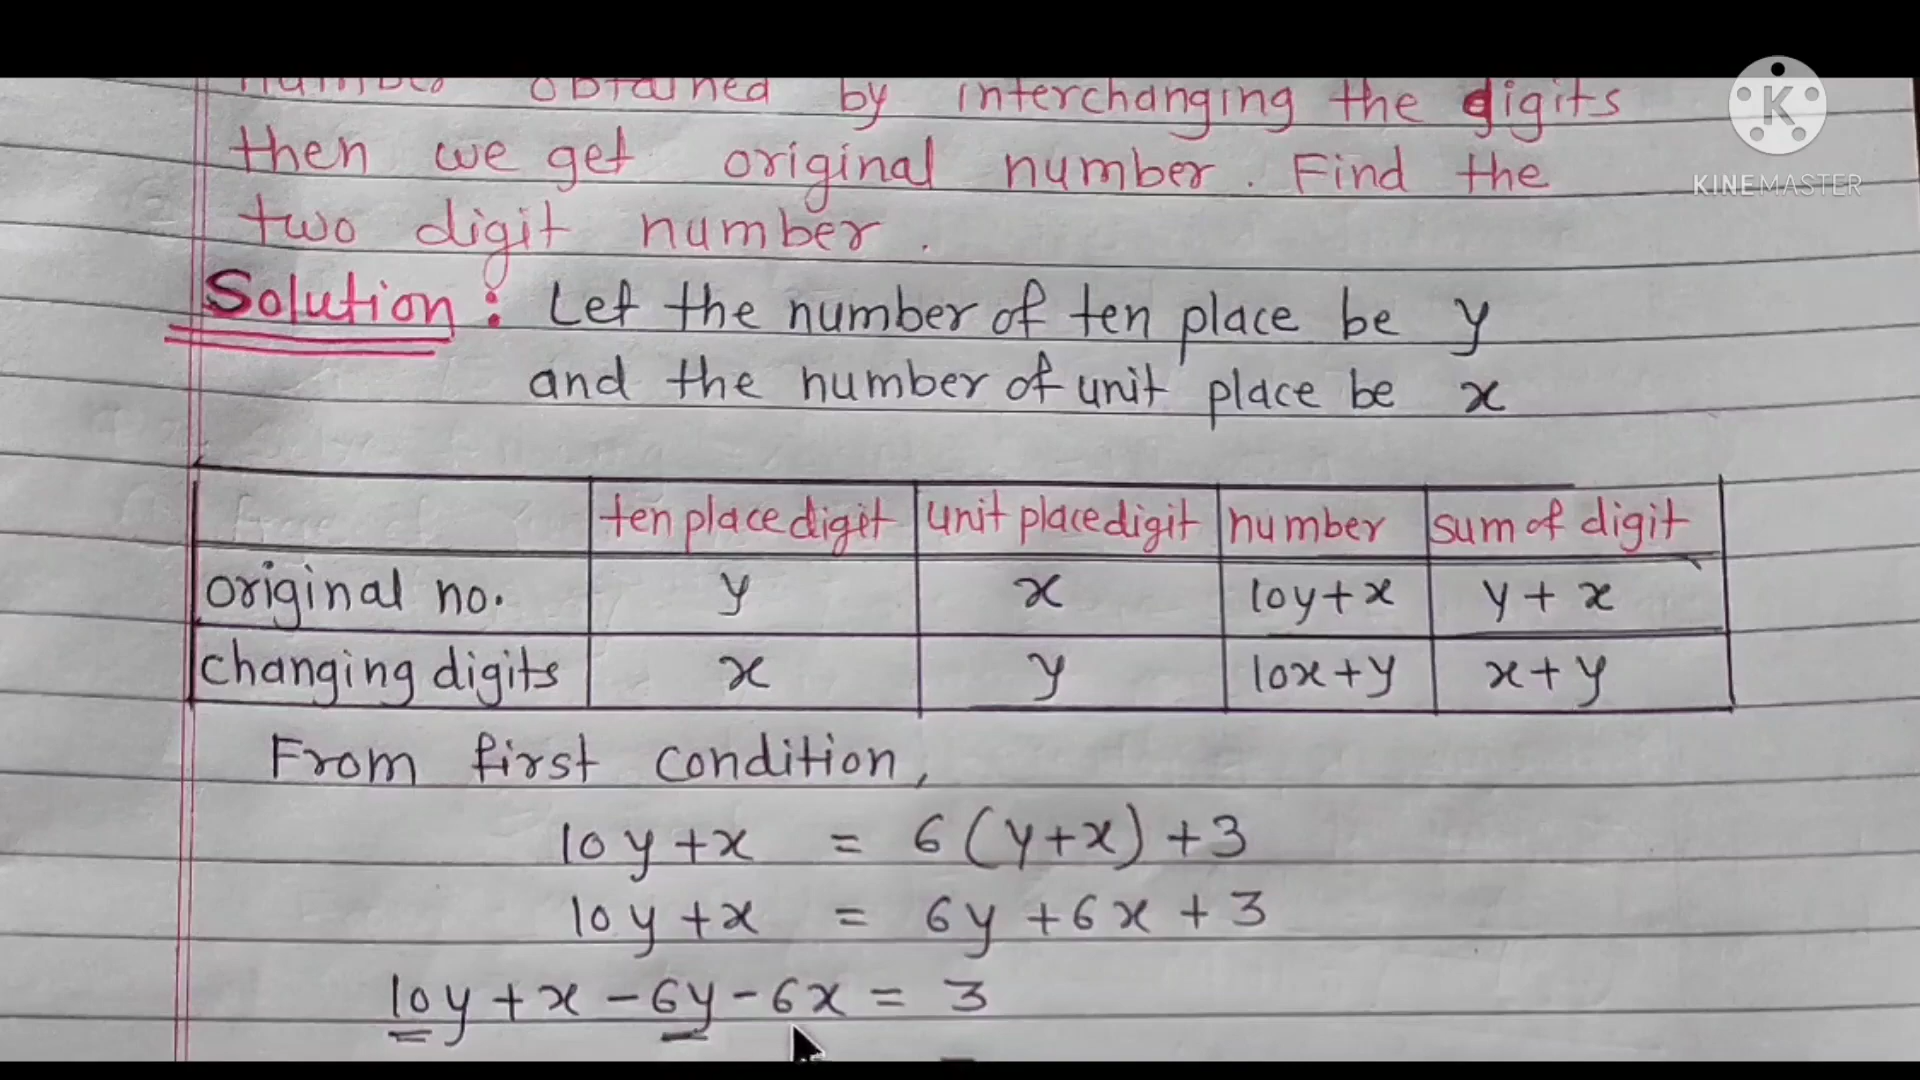 number obtained by interchanging the digits
then we get original number. Find the
two digit number.
Solution: Let the number of ten place be y
and the number of unit place be x
ten place digit unit place digit number sum of digit
original no. y x 10y+x y + x
changing digits x y 10x+y x + y
From first condition,
10y+x = 6(y+x)+3
10y+x = 6y+6x+3
10y+x-6y-6x = 3
KINEMASTER